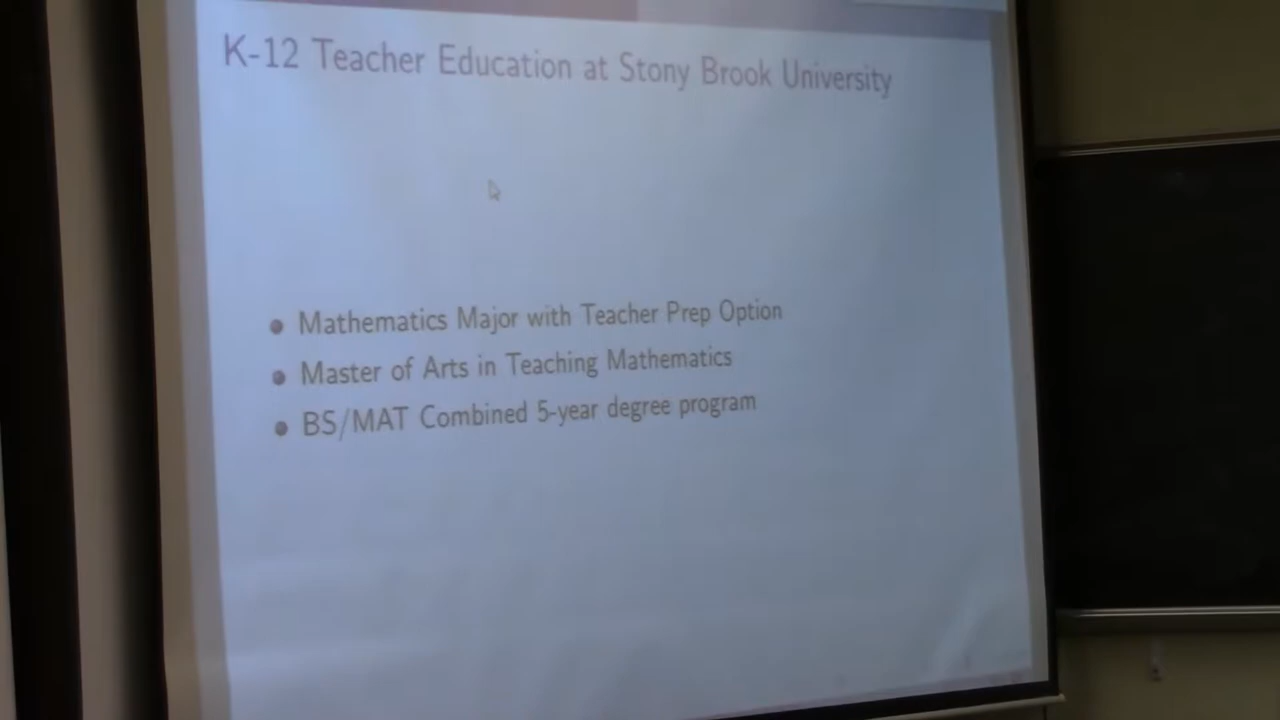 K-12 Teacher Education at Stony Brook University
Mathematics Major with Teacher Prep Option
Master of Arts in Teaching Mathematics
BS/MAT Combined 5-year degree program